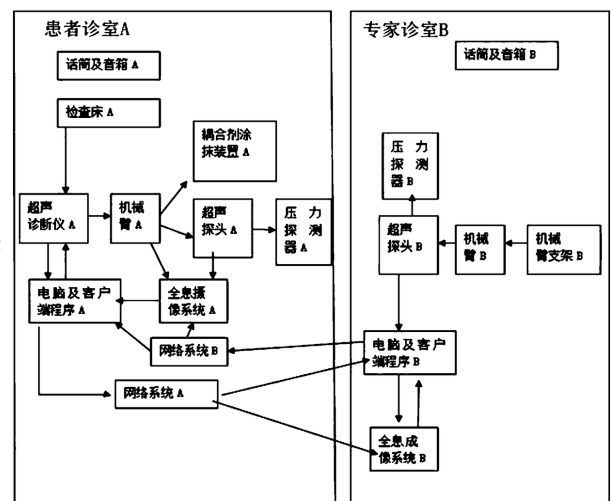 患者诊室A
话筒及音箱 A
检查床 A
耦合剂涂
抹装置 A
超声
诊断仪 A
机械
臂 A
超声
探头 A
压力
探测
器 A
电脑及客户
端程序 A
全息摄
像系统 A
网络系统 B
网络系统 A
专家诊室B
话筒及音箱 B
压力
探测
器 B
超声
探头 B
机械
臂 B
机械
臂支架 B
电脑及客户
端程序 B
全息成
像系统 B